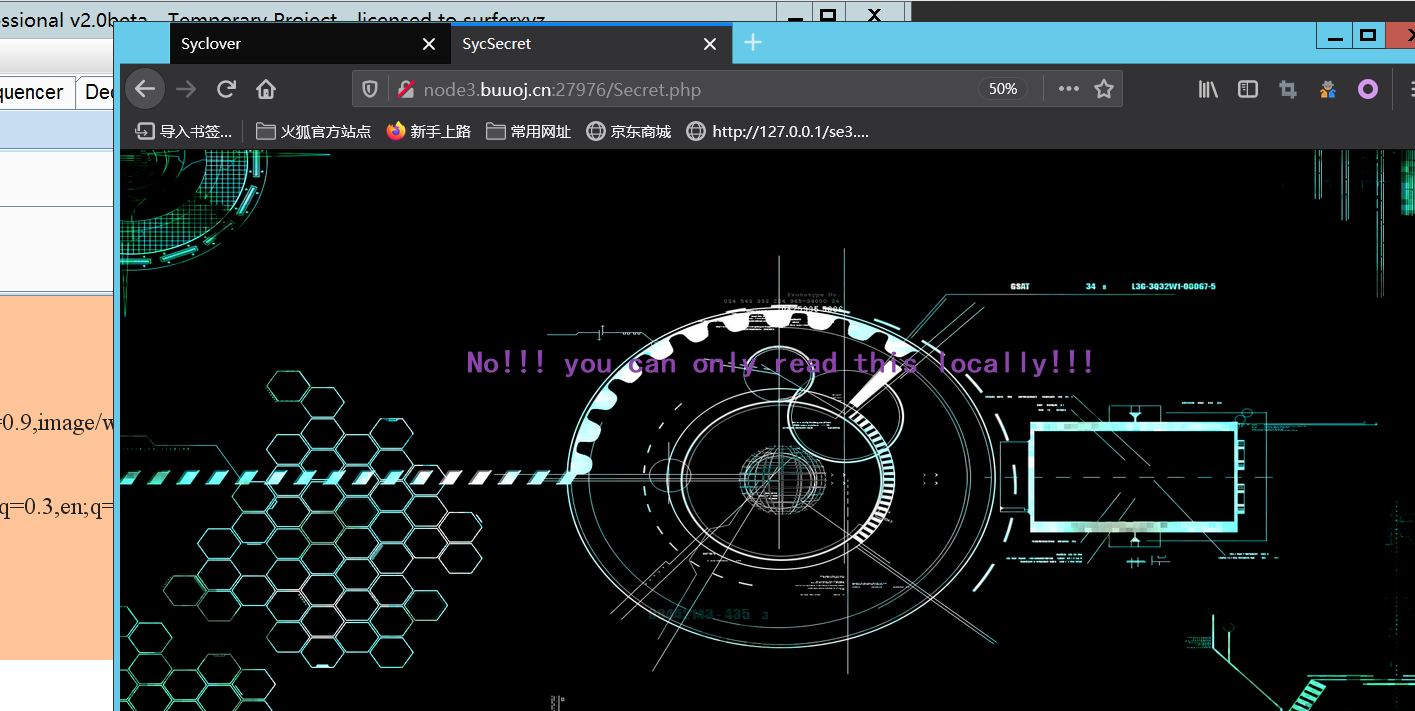 essional v2.0beta - Temporary Project - licensed to surferxyz
Syclover
SycSecret
quencer
Dec
node3.buuoj.cn:27976/Secret.php
50%
导入书签...
火狐官方站点
新手上路
常用网址
京东商城
http://127.0.0.1/se3....
GSAT 34 L3G-3Q32W1-00067-5
No!!! you can only read this locally!!!
=0.9,image/w
q=0.3,en;q=